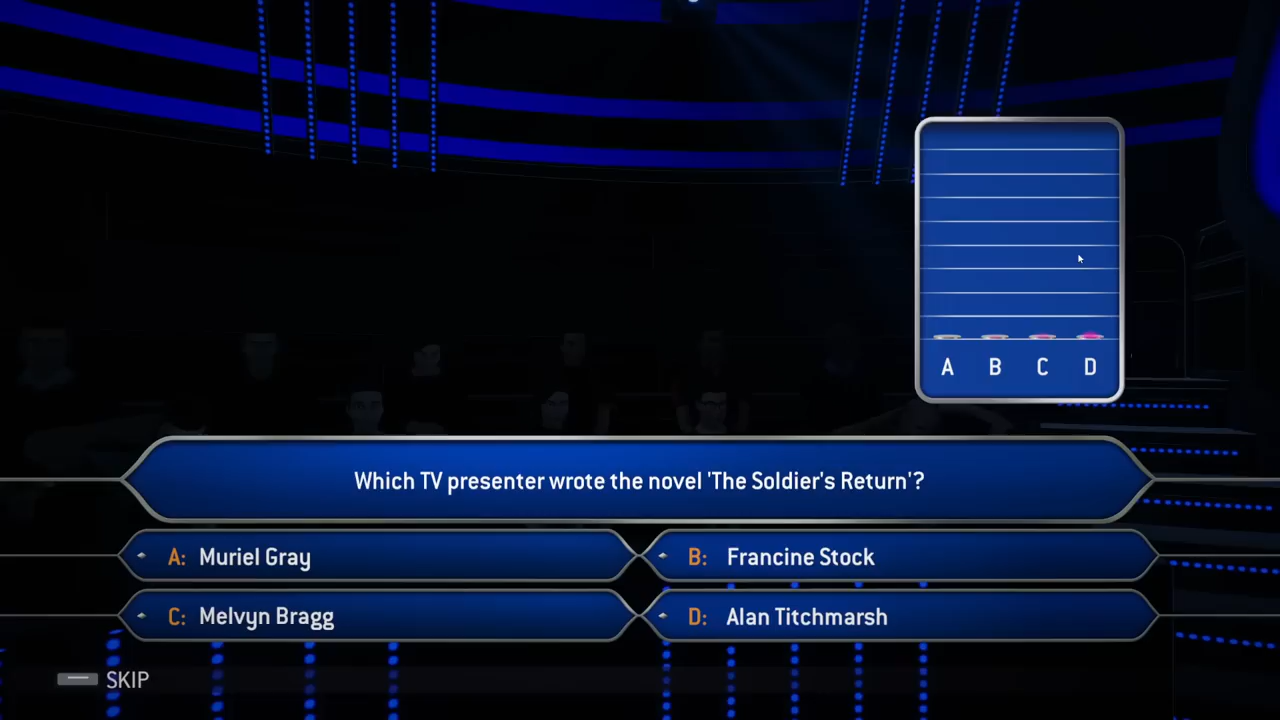 A B C D
Which TV presenter wrote the novel 'The Soldier's Return'?
A: Muriel Gray
B: Francine Stock
C: Melvyn Bragg
D: Alan Titchmarsh
SKIP